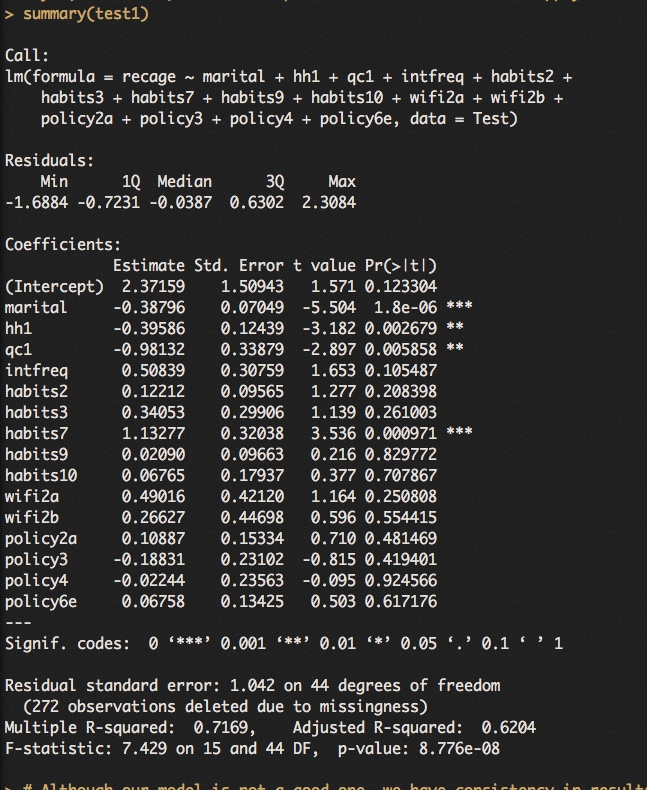 > summary(test1)
Call:
lm(formula = recage ~ marital + hh1 + qc1 + intfreq + habits2 +
    habits3 + habits7 + habits9 + habits10 + wifi2a + wifi2b +
    policy2a + policy3 + policy4 + policy6e, data = Test)
Residuals:
    Min      1Q  Median      3Q     Max
-1.6884 -0.7231 -0.0387  0.6302  2.3084
Coefficients:
            Estimate Std. Error t value Pr(>|t|)
(Intercept)  2.37159    1.50943   1.571 0.123304
marital     -0.38796    0.07049  -5.504  1.8e-06 ***
hh1         -0.39586    0.12439  -3.182 0.002679 **
qc1         -0.98132    0.33879  -2.897 0.005858 **
intfreq      0.50839    0.30759   1.653 0.105487
habits2      0.12212    0.09565   1.277 0.208398
habits3      0.34053    0.29906   1.139 0.261003
habits7      1.13277    0.32038   3.536 0.000971 ***
habits9      0.02090    0.09663   0.216 0.829772
habits10     0.06765    0.17937   0.377 0.707867
wifi2a       0.49016    0.42120   1.164 0.250808
wifi2b       0.26627    0.44698   0.596 0.554415
policy2a     0.10887    0.15334   0.710 0.481469
policy3     -0.18831    0.23102  -0.815 0.419401
policy4     -0.02244    0.23563  -0.095 0.924566
policy6e     0.06758    0.13425   0.503 0.617176
---
Signif. codes:  0 ‘***’ 0.001 ‘**’ 0.01 ‘*’ 0.05 ‘.’ 0.1 ‘ ’ 1
Residual standard error: 1.042 on 44 degrees of freedom
  (272 observations deleted due to missingness)
Multiple R-squared:  0.7169,    Adjusted R-squared:  0.6204
F-statistic: 7.429 on 15 and 44 DF,  p-value: 8.776e-08
> # Although our model is not a good one, we have consistency in